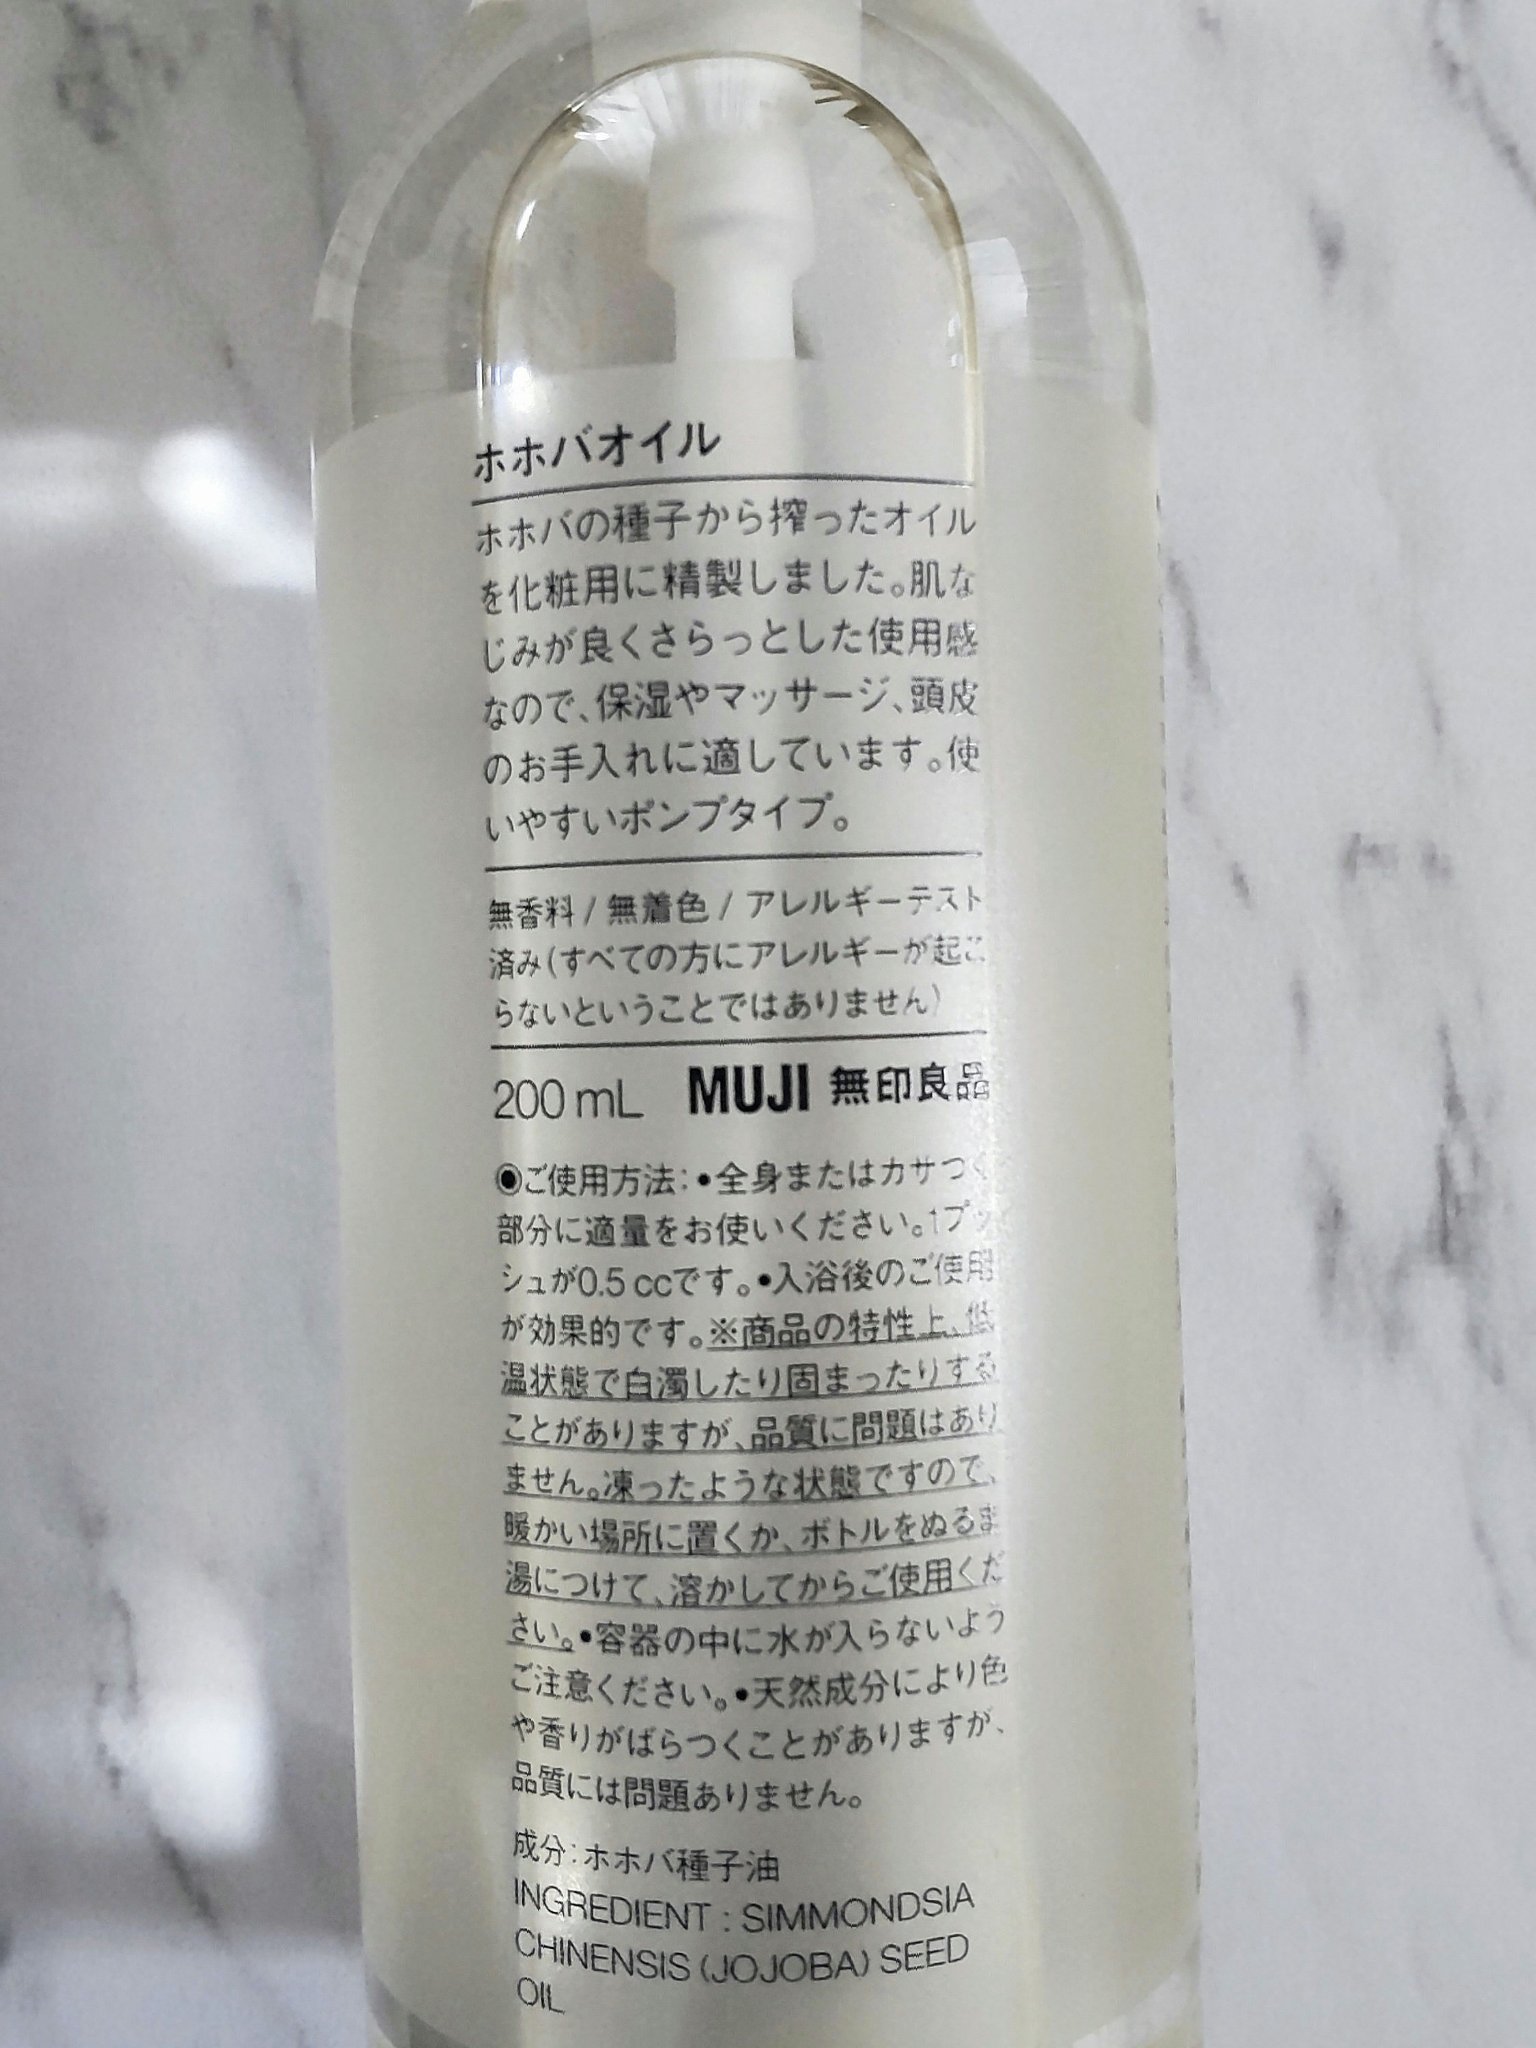 ホホバオイル
ホホバの種子から搾ったオイル
を化粧用に精製しました。肌な
じみが良くさらっとした使用感
なので、保湿やマッサージ、頭皮
のお手入れに適しています。使
いやすいポンプタイプ。
無香料 / 無着色 / アレルギーテスト
済み(すべての方にアレルギーが起こ
らないということではありません)
200 mL MUJI 無印良品
◉ご使用方法:•全身またはカサつく
部分に適量をお使いください。1プッ
シュが0.5 ccです。•入浴後のご使用
が効果的です。※商品の特性上、低
温状態で白濁したり固まったりする
ことがありますが、品質に問題はあり
ません。凍ったような状態ですので、
暖かい場所に置くか、ボトルをぬるま
湯につけて、溶かしてからご使用くだ
さい。•容器の中に水が入らないよう
ご注意ください。•天然成分により色
や香りがばらつくことがありますが、
品質には問題ありません。
成分:ホホバ種子油
INGREDIENT : SIMMONDSIA
CHINENSIS (JOJOBA) SEED
OIL